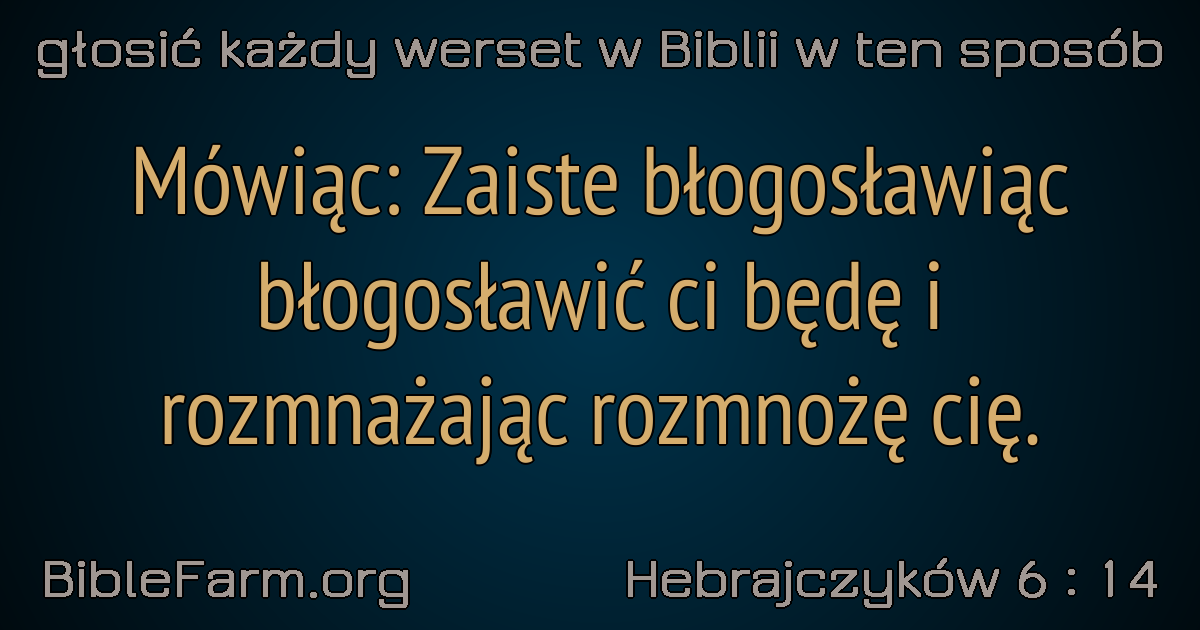 głosić każdy werset w Biblii w ten sposób
Mówiąc: Zaiste błogosławiąc
błogosławić ci będę i
rozmnażając rozmnożę cię.
BibleFarm.org
Hebrajczyków 6 : 14